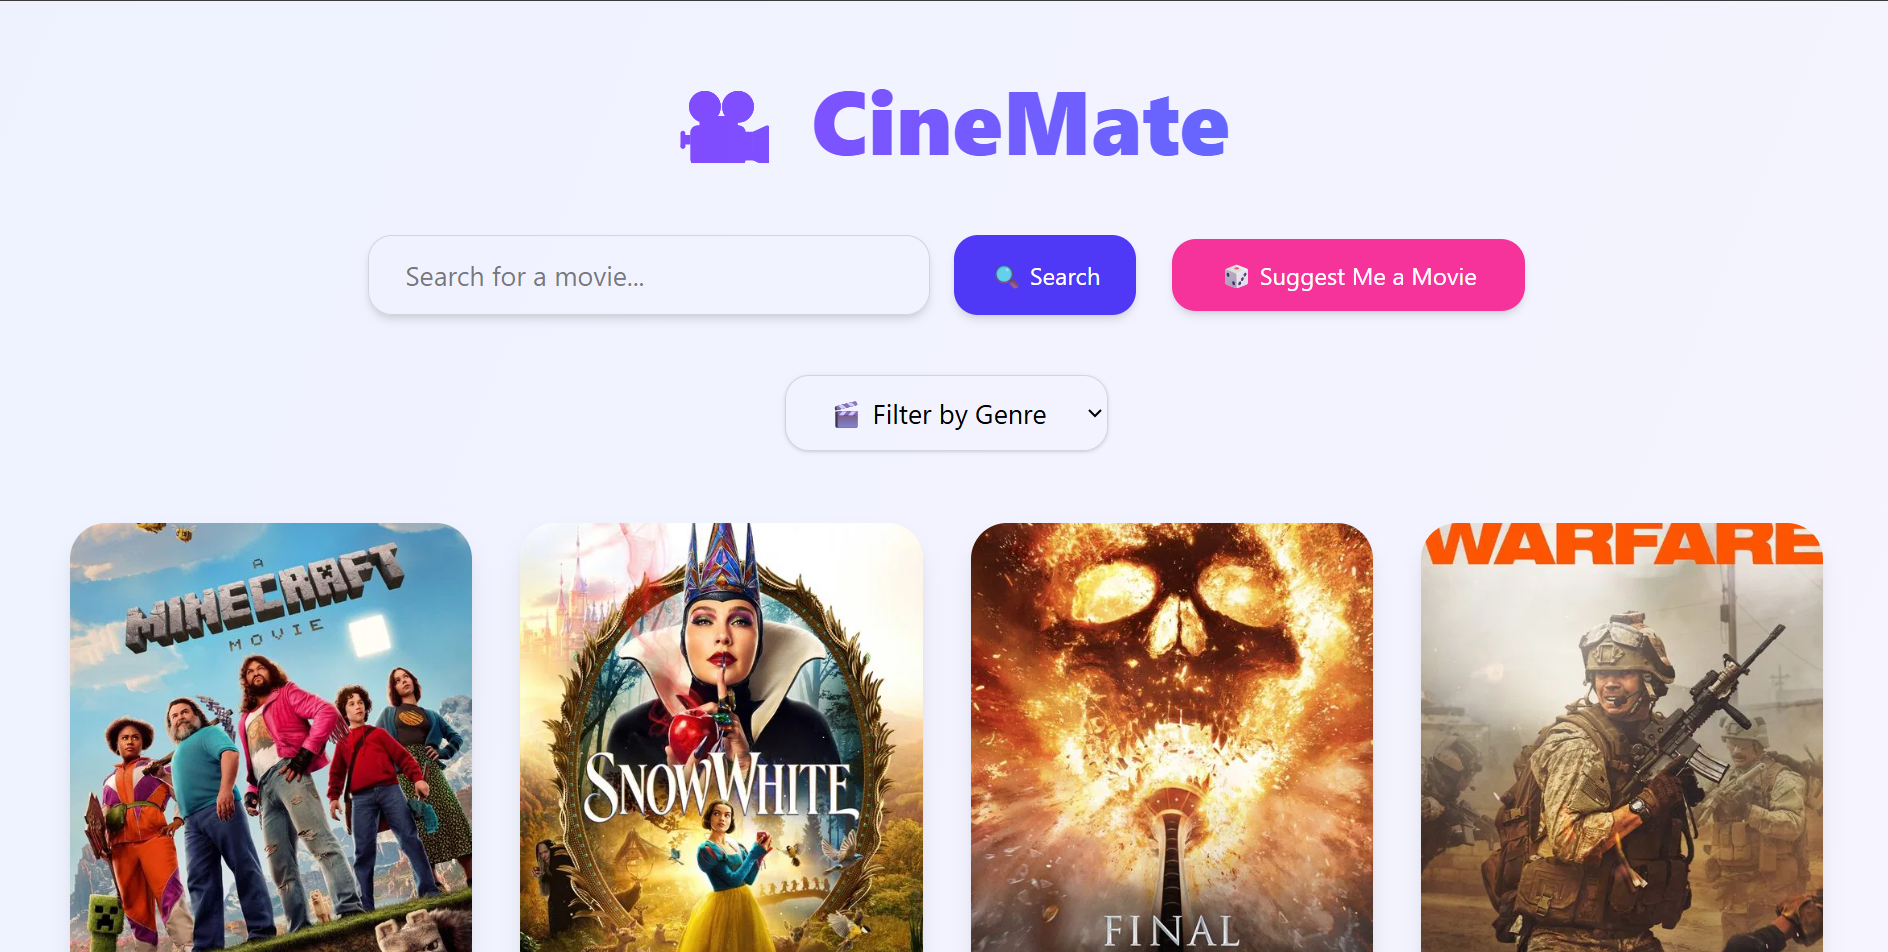 CineMate
Search for a movie...
Search
Suggest Me a Movie
Filter by Genre
A
MINECRAFT
MOVIE
SNOW WHITE
FINAL
WARFARE